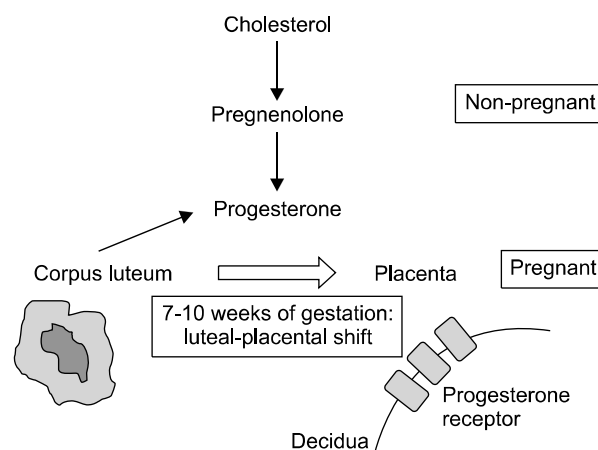 Cholesterol
Pregnenolone
Non-pregnant
Progesterone
Corpus luteum
Placenta
Pregnant
7-10 weeks of gestation:
luteal-placental shift
Progesterone
receptor
Decidua